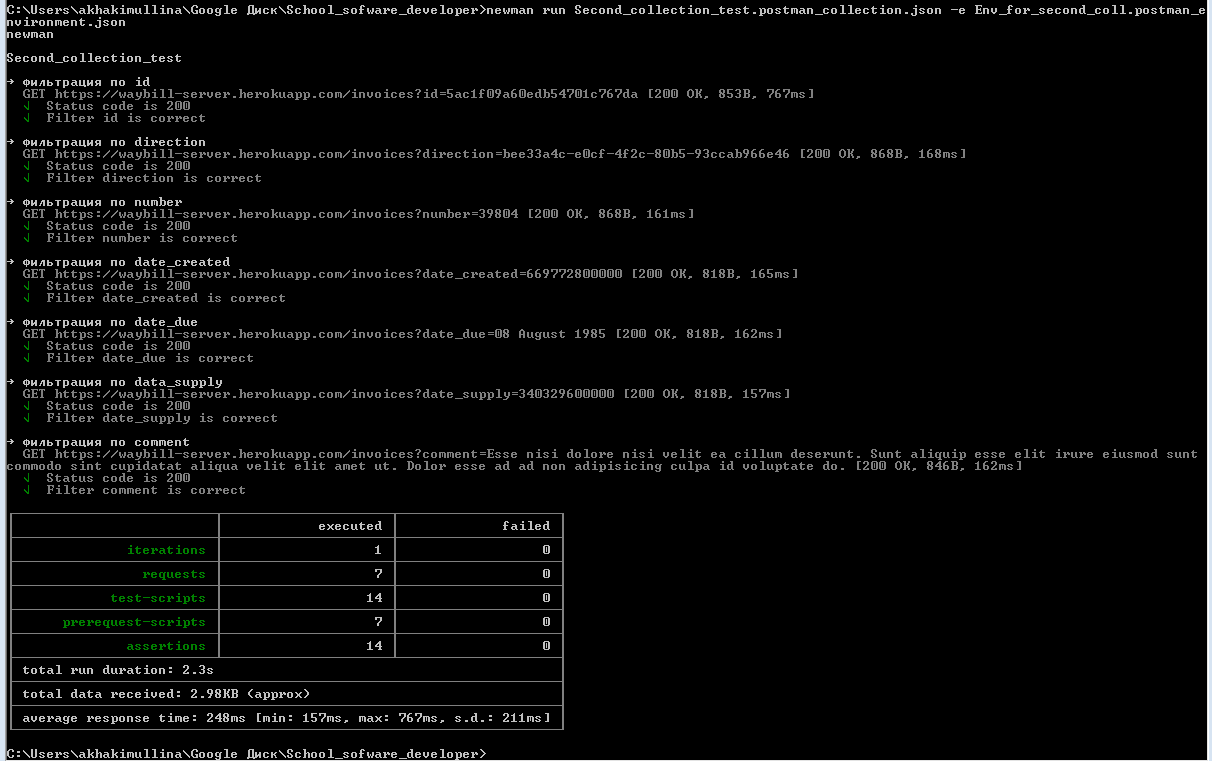 C:\Users\akhakimullina\Google Диск\School_sofware_developer>newman run Second_collection_test.postman_collection.json -e Env_for_second_coll.postman_e
nvironment.json
newman
Second_collection_test
→ фильтрация по id
GET https://waybill-server.herokuapp.com/invoices?id=5ac1f09a60edb54701c767da [200 OK, 853B, 767ms]
√ Status code is 200
√ Filter id is correct
→ фильтрация по direction
GET https://waybill-server.herokuapp.com/invoices?direction=bee33a4c-e0cf-4f2c-80b5-93ccab966e46 [200 OK, 868B, 168ms]
√ Status code is 200
√ Filter direction is correct
→ фильтрация по number
GET https://waybill-server.herokuapp.com/invoices?number=39804 [200 OK, 868B, 161ms]
√ Status code is 200
√ Filter number is correct
→ фильтрация по date_created
GET https://waybill-server.herokuapp.com/invoices?date_created=669772800000 [200 OK, 818B, 165ms]
√ Status code is 200
√ Filter date_created is correct
→ фильтрация по date_due
GET https://waybill-server.herokuapp.com/invoices?date_due=08 August 1985 [200 OK, 818B, 162ms]
√ Status code is 200
√ Filter date_due is correct
→ фильтрация по data_supply
GET https://waybill-server.herokuapp.com/invoices?date_supply=340329600000 [200 OK, 818B, 157ms]
√ Status code is 200
√ Filter date_supply is correct
→ фильтрация по comment
GET https://waybill-server.herokuapp.com/invoices?comment=Esse nisi dolore nisi velit ea cillum deserunt. Sunt aliquip esse elit irure eiusmod sunt
commodo sint cupidatat aliqua velit elit amet ut. Dolor esse ad ad non adipisicing culpa id voluptate do. [200 OK, 846B, 162ms]
√ Status code is 200
√ Filter comment is correct
executed failed
iterations 1 0
requests 7 0
test-scripts 14 0
prerequest-scripts 7 0
assertions 14 0
total run duration: 2.3s
total data received: 2.98KB (approx)
average response time: 248ms [min: 157ms, max: 767ms, s.d.: 211ms]
C:\Users\akhakimullina\Google Диск\School_sofware_developer>